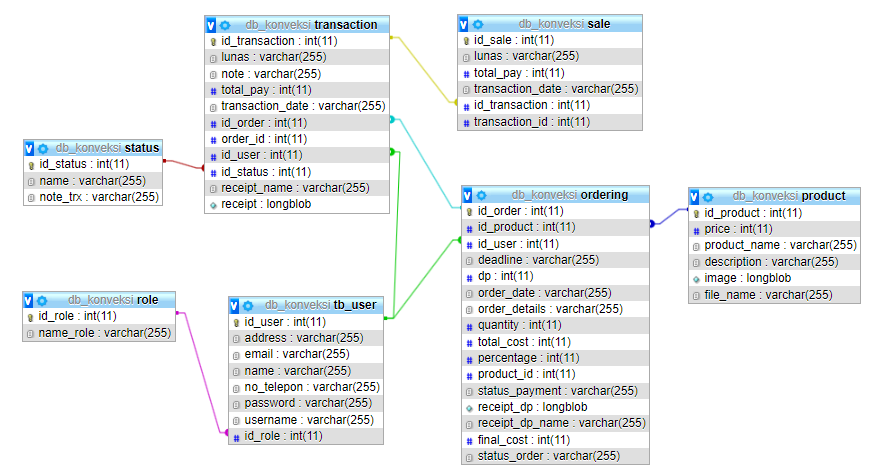 db_konveksi transaction
id_transaction : int(11)
lunas : varchar(255)
note : varchar(255)
total_pay : int(11)
transaction_date : varchar(255)
id_order : int(11)
order_id : int(11)
id_user : int(11)
id_status : int(11)
receipt_name : varchar(255)
receipt : longblob
db_konveksi sale
id_sale : int(11)
lunas : varchar(255)
total_pay : int(11)
transaction_date : varchar(255)
id_transaction : int(11)
transaction_id : int(11)
db_konveksi status
id_status : int(11)
name : varchar(255)
note_trx : varchar(255)
db_konveksi ordering
id_order : int(11)
id_product : int(11)
id_user : int(11)
deadline : varchar(255)
dp : int(11)
order_date : varchar(255)
order_details : varchar(255)
quantity : int(11)
total_cost : int(11)
percentage : int(11)
product_id : int(11)
status_payment : varchar(255)
receipt_dp : longblob
receipt_dp_name : varchar(255)
final_cost : int(11)
status_order : varchar(255)
db_konveksi product
id_product : int(11)
price : int(11)
product_name : varchar(255)
description : varchar(255)
image : longblob
file_name : varchar(255)
db_konveksi role
id_role : int(11)
name_role : varchar(255)
db_konveksi tb_user
id_user : int(11)
address : varchar(255)
email : varchar(255)
name : varchar(255)
no_telepon : varchar(255)
password : varchar(255)
username : varchar(255)
id_role : int(11)